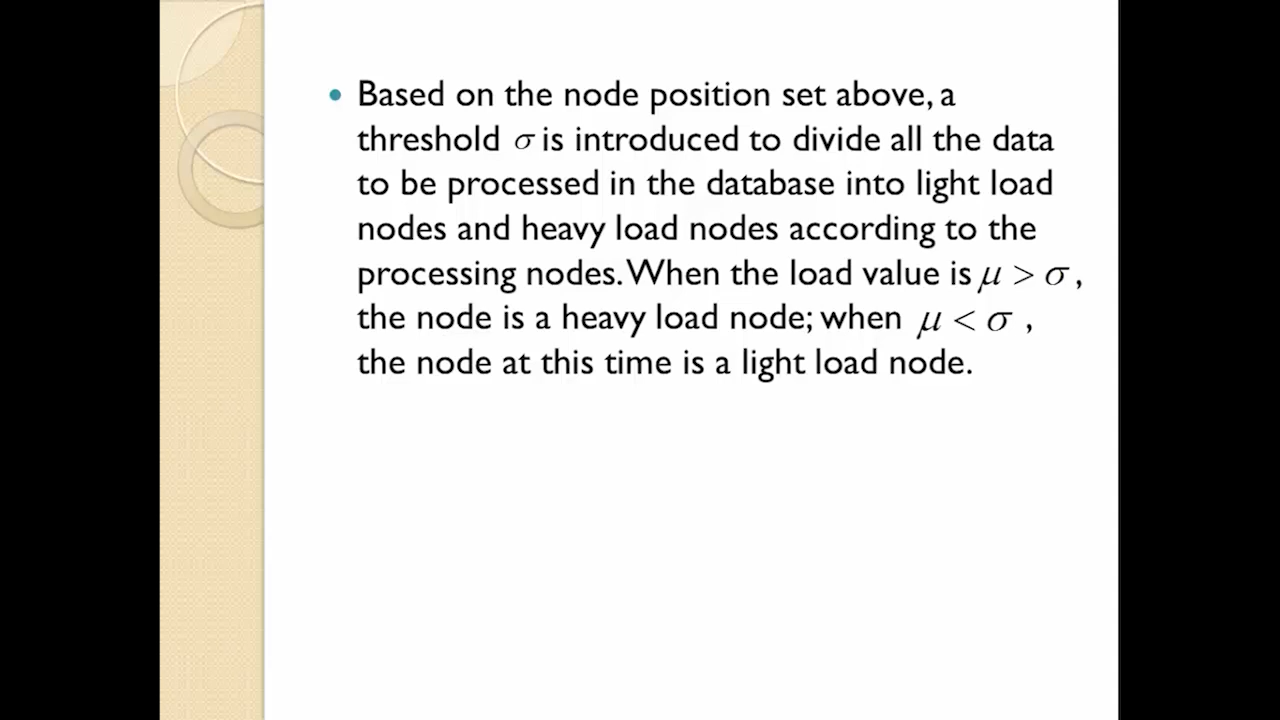 • Based on the node position set above, a
threshold σ is introduced to divide all the data
to be processed in the database into light load
nodes and heavy load nodes according to the
processing nodes. When the load value is μ > σ ,
the node is a heavy load node; when μ < σ ,
the node at this time is a light load node.